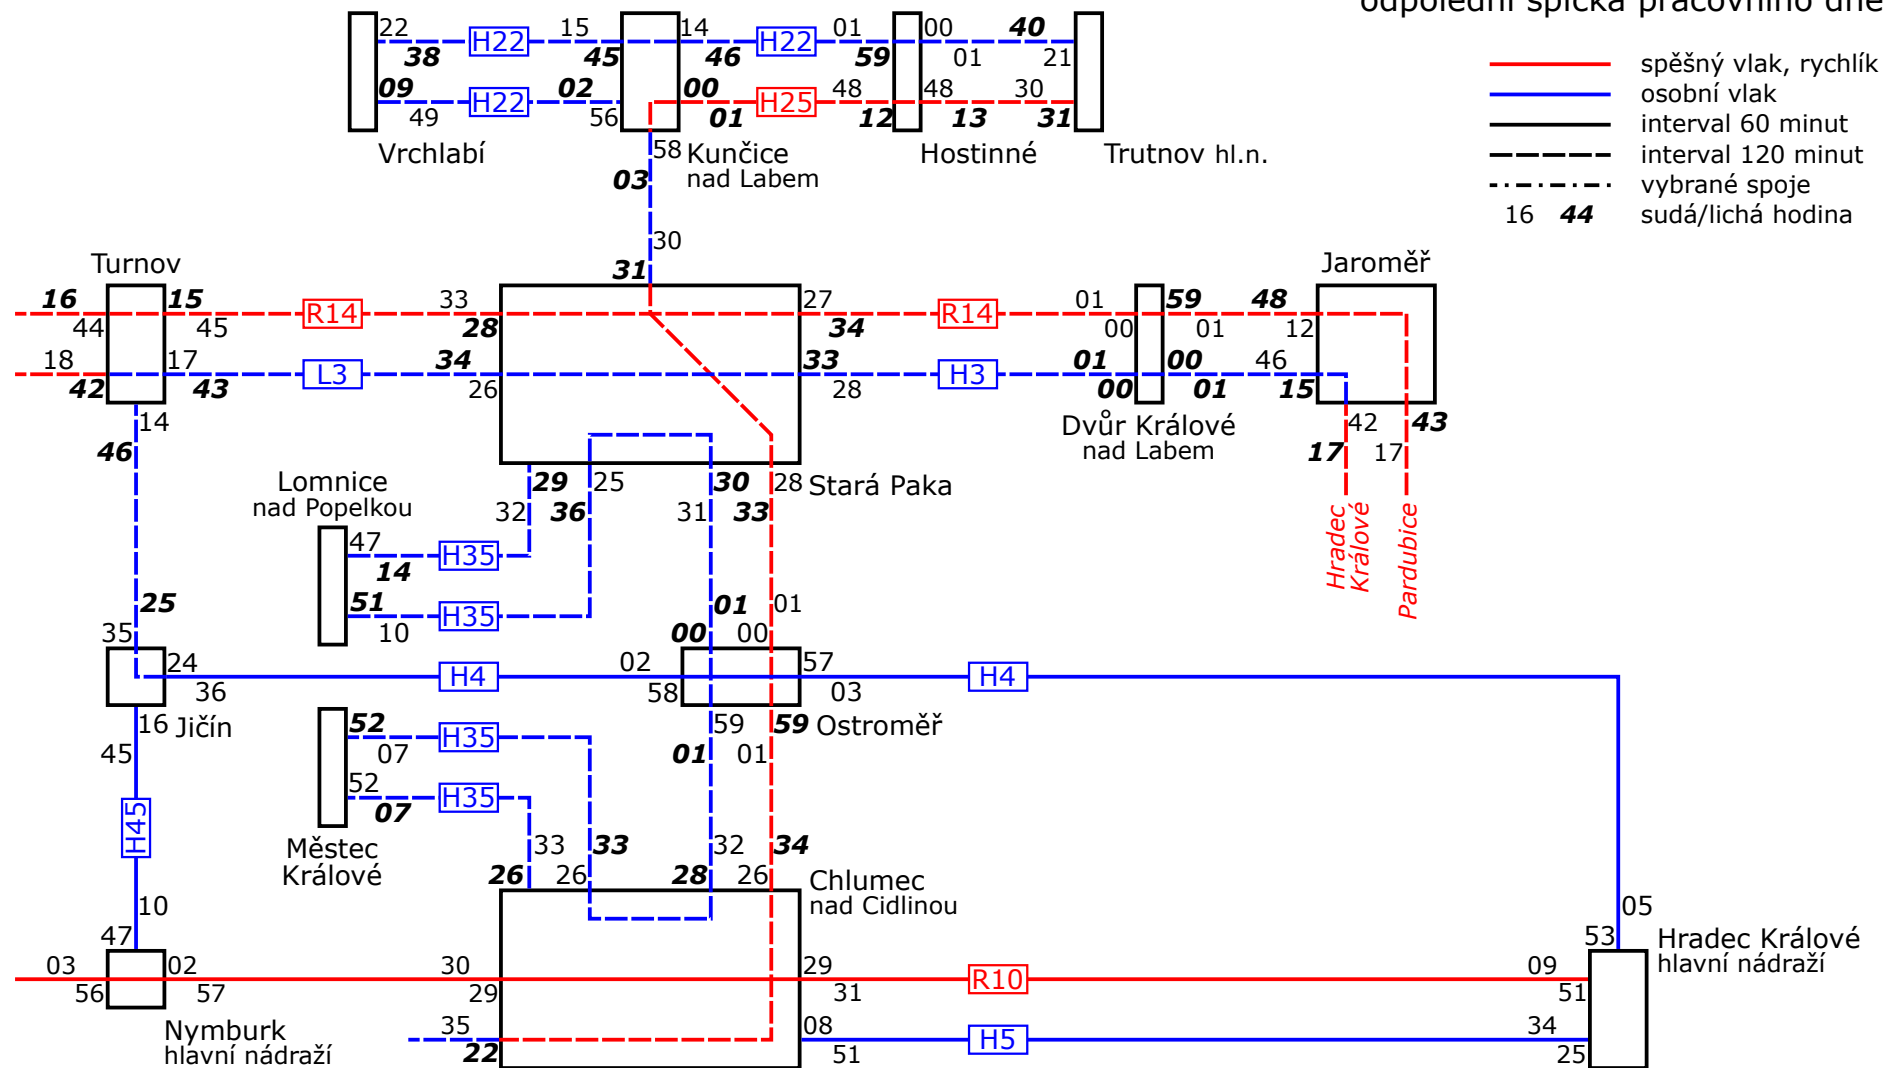 odpolední špička pracovního dne
spěšný vlak, rychlík
osobní vlak
interval 60 minut
interval 120 minut
vybrané spoje
16 44 sudá/lichá hodina
22 H22 15 14 H22 01 00 40
38 45 46 59 01 21
09 H22 02 00 H25 48 48 30
49 56 01 12 13 31
Vrchlabí
58
Kunčice
nad Labem
Hostinné
Trutnov hl.n.
03
30
31
Turnov
Jaroměř
16 15 R14 33 27 R14 01 59 48
44 45 28 34 00 01 12
18 17 L3 34 33 H3 01 00 46
42 43 26 28 00 01 15
14
46
Dvůr Králové
nad Labem
42 43
17 17
Hradec
Králové
Pardubice
Lomnice
nad Popelkou
29 25 30 28
Stará Paka
32 36 31 33
47 H35
14
51 H35
10
25
01 01
35
00 00
24 H4 02 57 H4
36 58 03
16
Jičín
59 59
Ostroměř
45
01 01
52 H35
07
52 H35
07
H45
Městec
Králové
33 33 32 34
26 26 28 26
Chlumec
nad Cidlinou
10
47
05
53
Hradec Králové
hlavní nádraží
03 02 30 29 R10 09
56 57 29 31 51
Nymburk
hlavní nádraží
35 08 H5 34
22 51 25